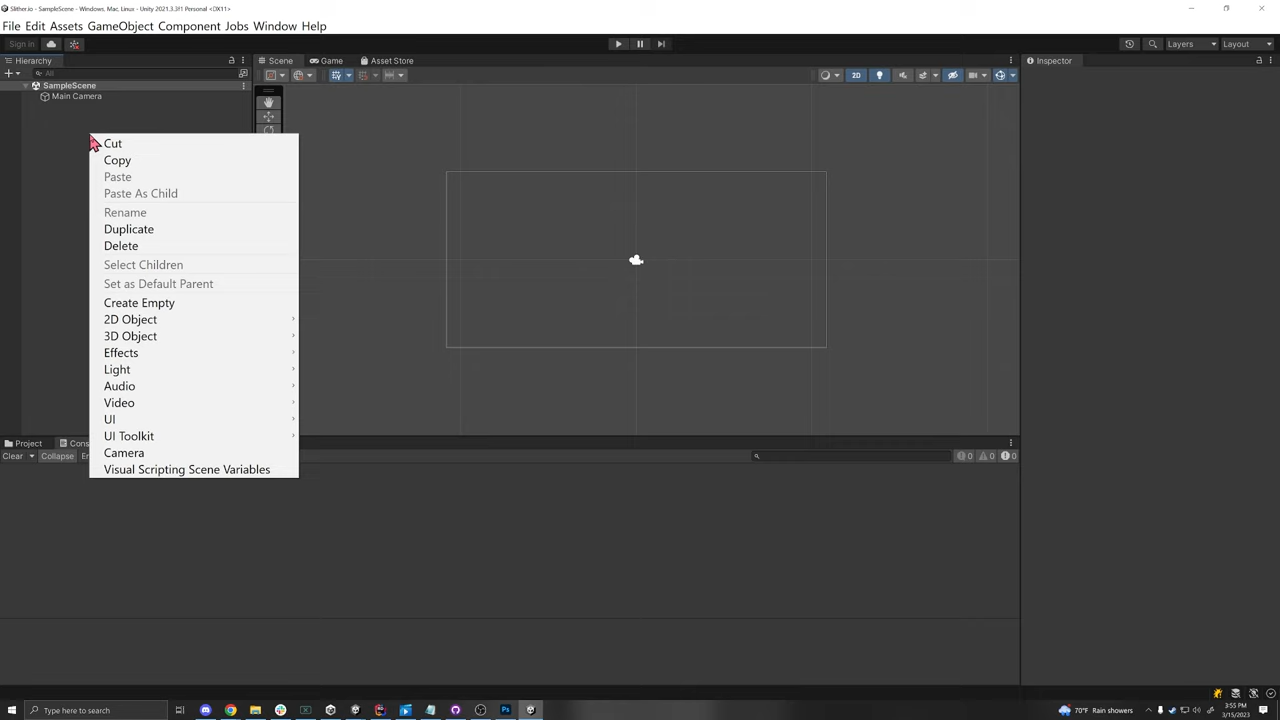 Slither.io - SampleScene - Windows, Mac, Linux - Unity 2021.3.3f1 Personal <DX11>
File Edit Assets GameObject Component Jobs Window Help
Sign in
Layers
Layout
Hierarchy
Scene
Game
Asset Store
Inspector
All
2D
SampleScene
Main Camera
Cut
Copy
Paste
Paste As Child
Rename
Duplicate
Delete
Select Children
Set as Default Parent
Create Empty
2D Object
3D Object
Effects
Light
Audio
Video
UI
UI Toolkit
Camera
Visual Scripting Scene Variables
Project
Cons
Clear
Collapse
0
0
0
Type here to search
70°F Rain showers
3:55 PM
3/15/2023